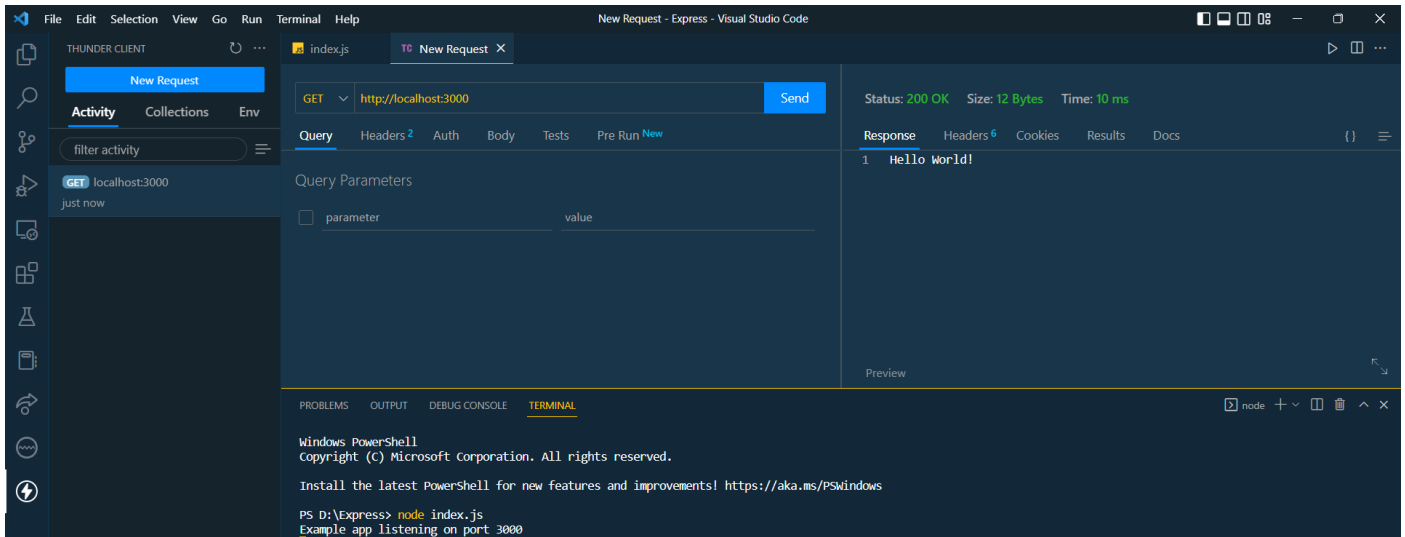 File Edit Selection View Go Run Terminal Help New Request - Express - Visual Studio Code
THUNDER CLIENT
New Request
Activity Collections Env
filter activity
GET localhost:3000
just now
JS index.js TC New Request
GET http://localhost:3000 Send
Query Headers 2 Auth Body Tests Pre Run New
Query Parameters
parameter value
Status: 200 OK Size: 12 Bytes Time: 10 ms
Response Headers 6 Cookies Results Docs {}
1 Hello World!
Preview
PROBLEMS OUTPUT DEBUG CONSOLE TERMINAL node
Windows PowerShell
Copyright (C) Microsoft Corporation. All rights reserved.
Install the latest PowerShell for new features and improvements! https://aka.ms/PSWindows
PS D:\Express> node index.js
Example app listening on port 3000